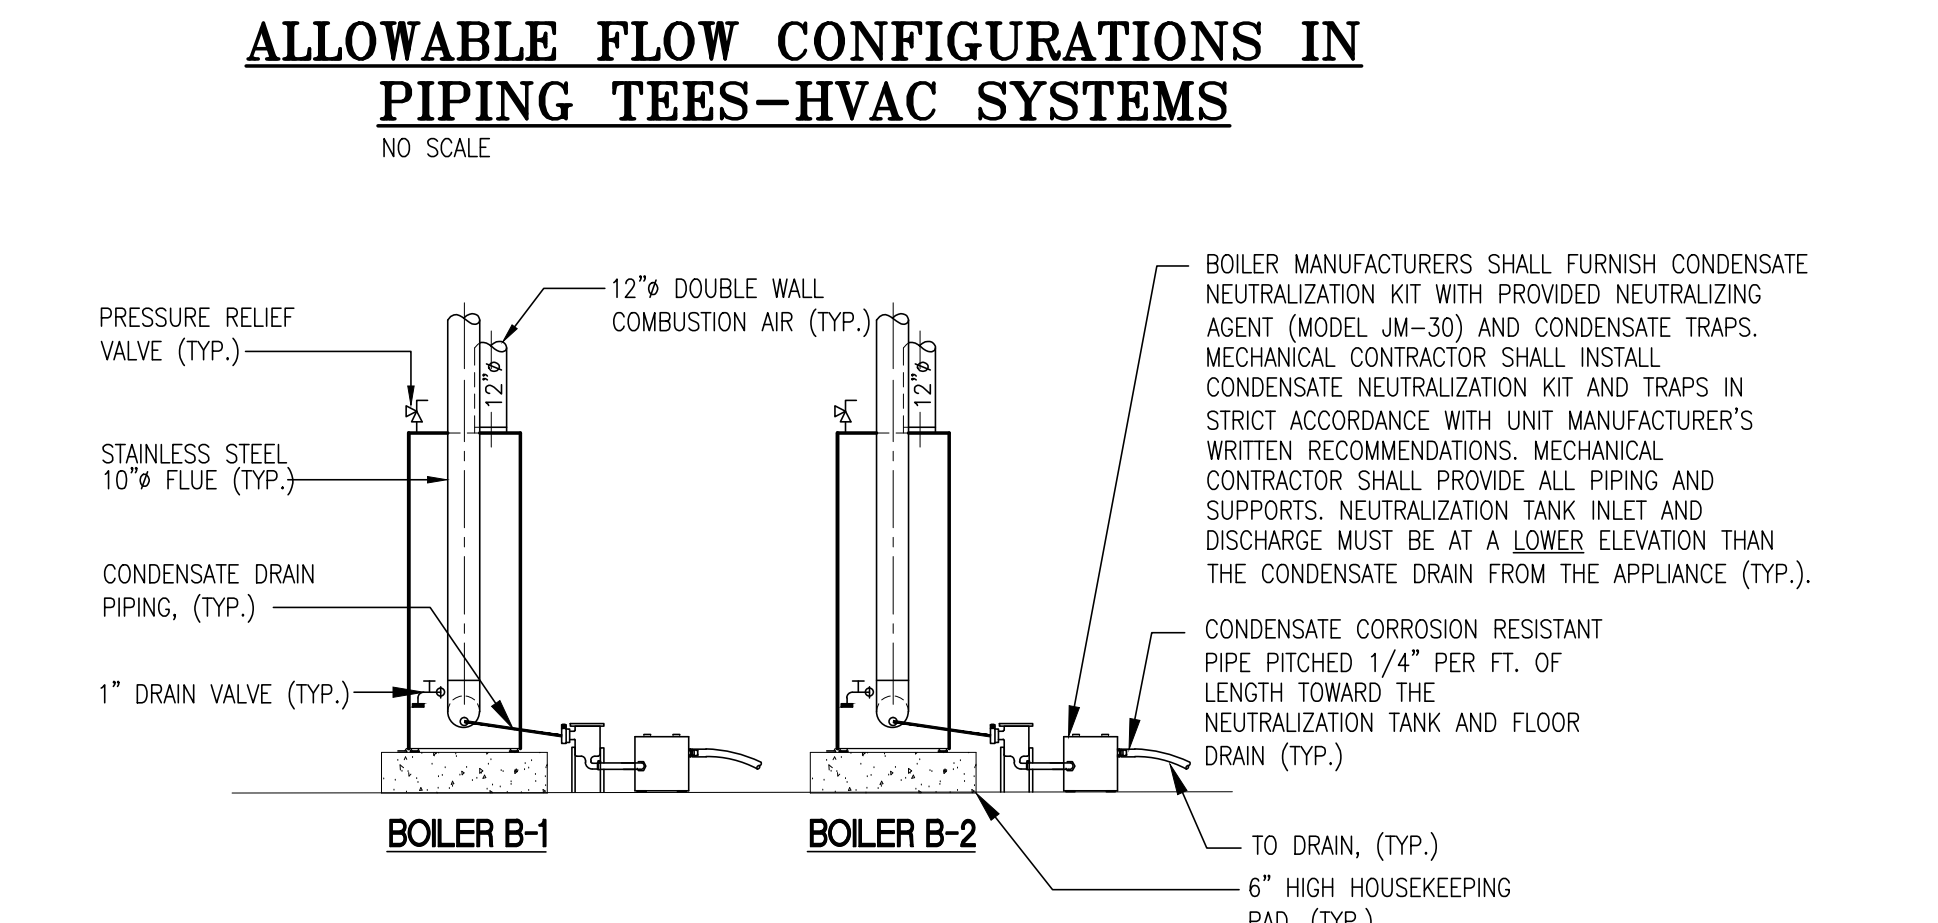 ALLOWABLE FLOW CONFIGURATIONS IN
PIPING TEES-HVAC SYSTEMS
NO SCALE
PRESSURE RELIEF
VALVE (TYP.)
12"ø DOUBLE WALL
COMBUSTION AIR (TYP.)
12"ø
12"ø
STAINLESS STEEL
10"ø FLUE (TYP.)
CONDENSATE DRAIN
PIPING, (TYP.)
1" DRAIN VALVE (TYP.)
BOILER MANUFACTURERS SHALL FURNISH CONDENSATE
NEUTRALIZATION KIT WITH PROVIDED NEUTRALIZING
AGENT (MODEL JM-30) AND CONDENSATE TRAPS.
MECHANICAL CONTRACTOR SHALL INSTALL
CONDENSATE NEUTRALIZATION KIT AND TRAPS IN
STRICT ACCORDANCE WITH UNIT MANUFACTURER'S
WRITTEN RECOMMENDATIONS. MECHANICAL
CONTRACTOR SHALL PROVIDE ALL PIPING AND
SUPPORTS. NEUTRALIZATION TANK INLET AND
DISCHARGE MUST BE AT A LOWER ELEVATION THAN
THE CONDENSATE DRAIN FROM THE APPLIANCE (TYP.).
CONDENSATE CORROSION RESISTANT
PIPE PITCHED 1/4" PER FT. OF
LENGTH TOWARD THE
NEUTRALIZATION TANK AND FLOOR
DRAIN (TYP.)
BOILER B-1
BOILER B-2
TO DRAIN, (TYP.)
6" HIGH HOUSEKEEPING
PAD, (TYP.)